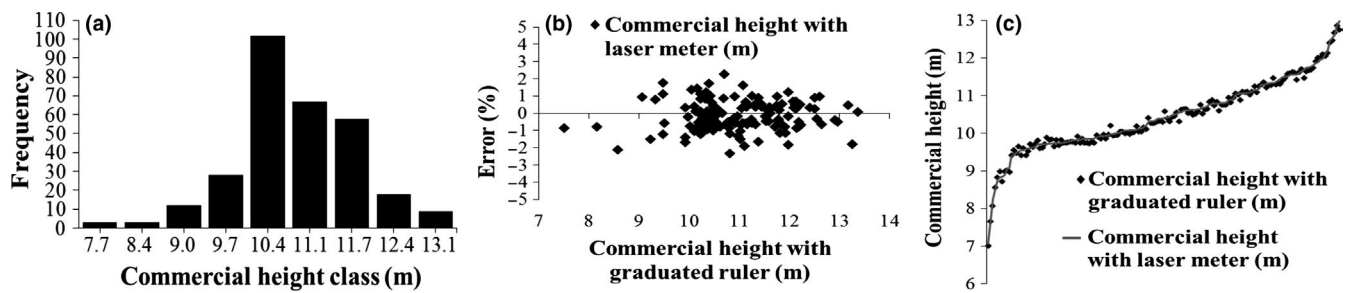 (a)
110
100
90
80
70
60
50
40
30
20
10
0
Frequency
7.7 8.4 9.0 9.7 10.4 11.1 11.7 12.4 13.1
Commercial height class (m)
(b)
Commercial height with
laser meter (m)
5
4
3
2
1
0
−1
−2
−3
−4
−5
Error (%)
7 8 9 10 11 12 13 14
Commercial height with
graduated ruler (m)
(c)
13
12
11
10
9
8
7
6
Commercial height (m)
Commercial height with
graduated ruler (m)
Commercial height
with laser meter (m)